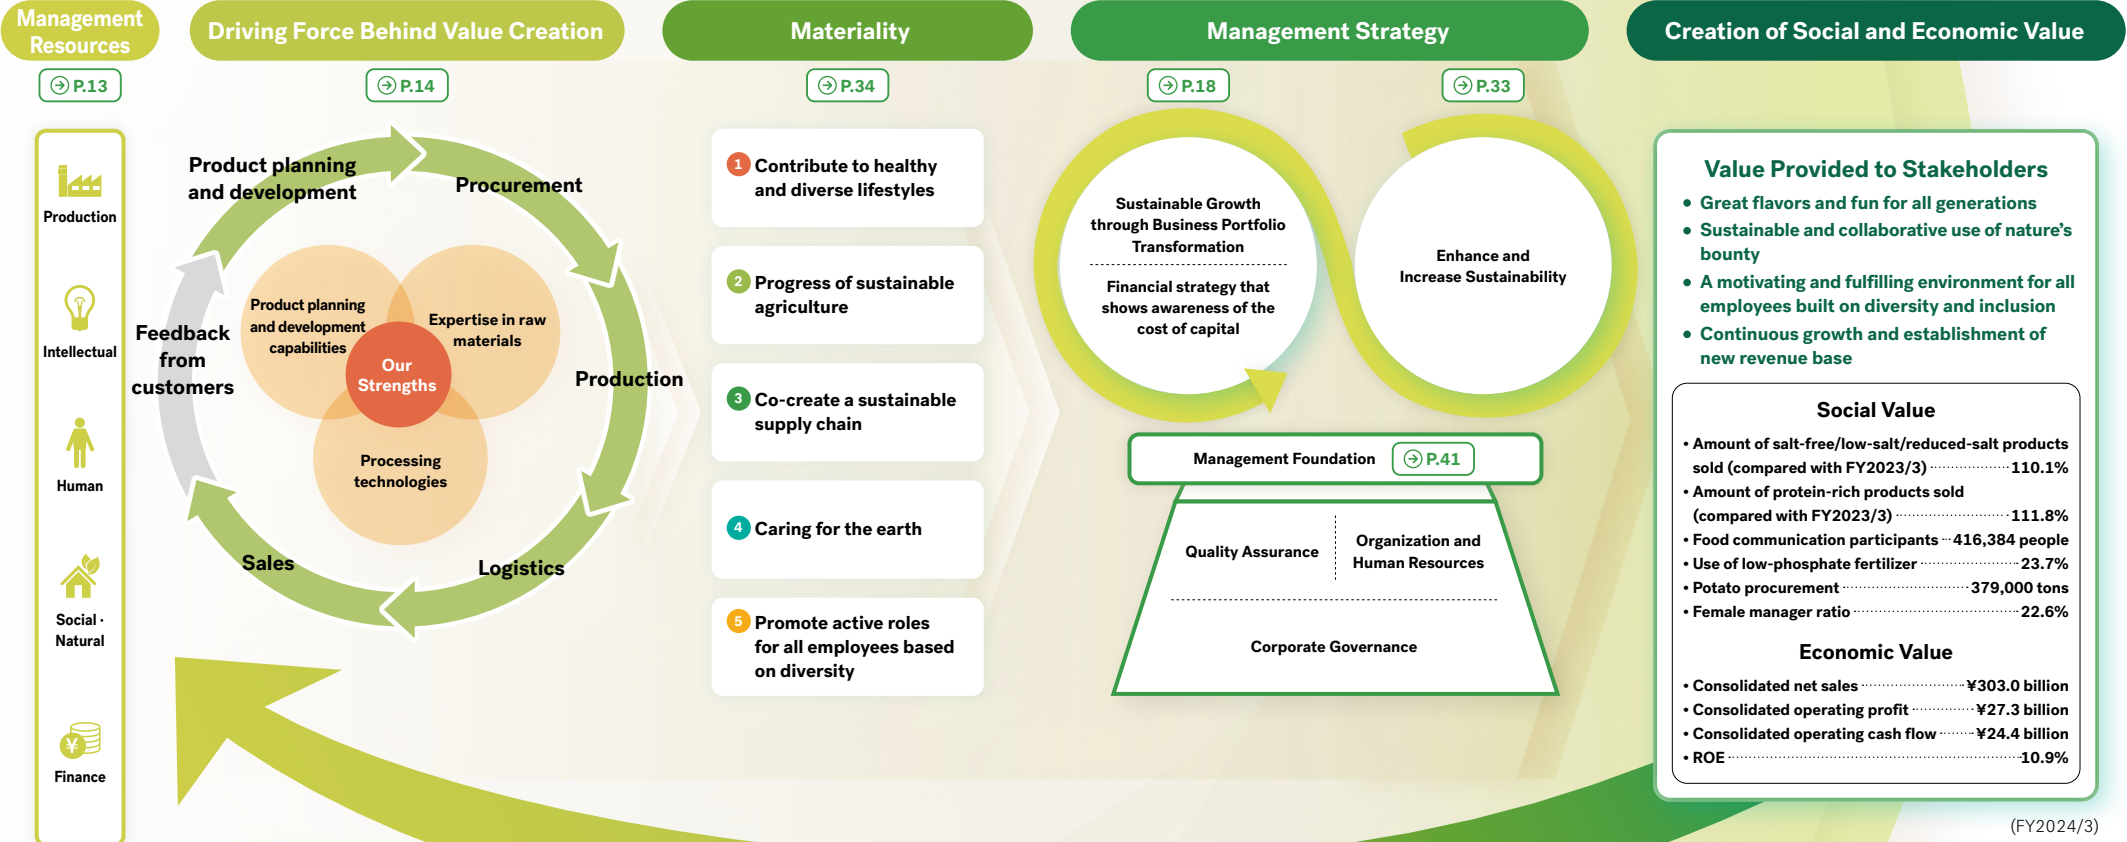 Management
Resources
P.13
Production
Intellectual
Human
Social ·
Natural
Finance
Driving Force Behind Value Creation
P.14
Product planning
and development
Procurement
Production
Logistics
Sales
Feedback
from
customers
Product planning
and development
capabilities
Expertise in raw
materials
Our
Strengths
Processing
technologies
Materiality
P.34
1 Contribute to healthy
and diverse lifestyles
2 Progress of sustainable
agriculture
3 Co-create a sustainable
supply chain
4 Caring for the earth
5 Promote active roles
for all employees based
on diversity
Management Strategy
P.18
P.33
Sustainable Growth
through Business Portfolio
Transformation
Financial strategy that
shows awareness of the
cost of capital
Enhance and
Increase Sustainability
Management Foundation P.41
Quality Assurance
Organization and
Human Resources
Corporate Governance
Creation of Social and Economic Value
Value Provided to Stakeholders
• Great flavors and fun for all generations
• Sustainable and collaborative use of nature’s
bounty
• A motivating and fulfilling environment for all
employees built on diversity and inclusion
• Continuous growth and establishment of
new revenue base
Social Value
• Amount of salt-free/low-salt/reduced-salt products
sold (compared with FY2023/3) 110.1%
• Amount of protein-rich products sold
(compared with FY2023/3) 111.8%
• Food communication participants 416,384 people
• Use of low-phosphate fertilizer 23.7%
• Potato procurement 379,000 tons
• Female manager ratio 22.6%
Economic Value
• Consolidated net sales ¥303.0 billion
• Consolidated operating profit ¥27.3 billion
• Consolidated operating cash flow ¥24.4 billion
• ROE 10.9%
(FY2024/3)